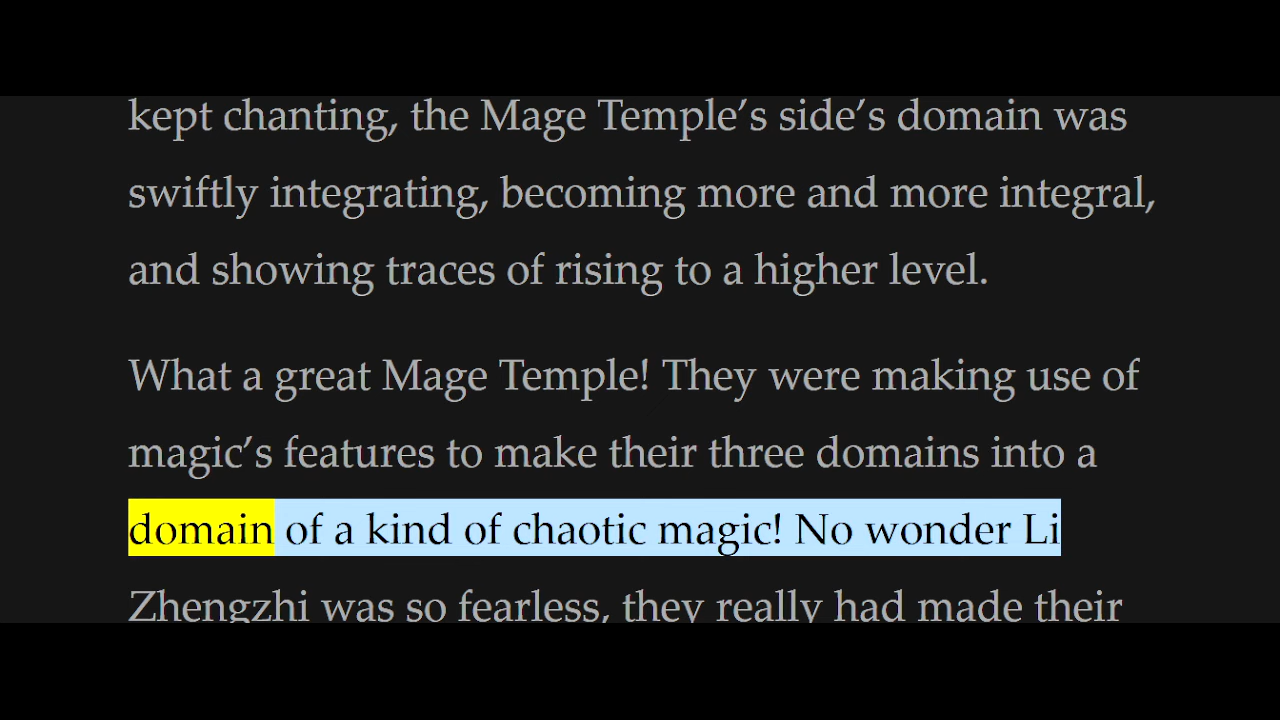 kept chanting, the Mage Temple’s side’s domain was
swiftly integrating, becoming more and more integral,
and showing traces of rising to a higher level.
What a great Mage Temple! They were making use of
magic’s features to make their three domains into a
domain of a kind of chaotic magic! No wonder Li
Zhengzhi was so fearless, they really had made their